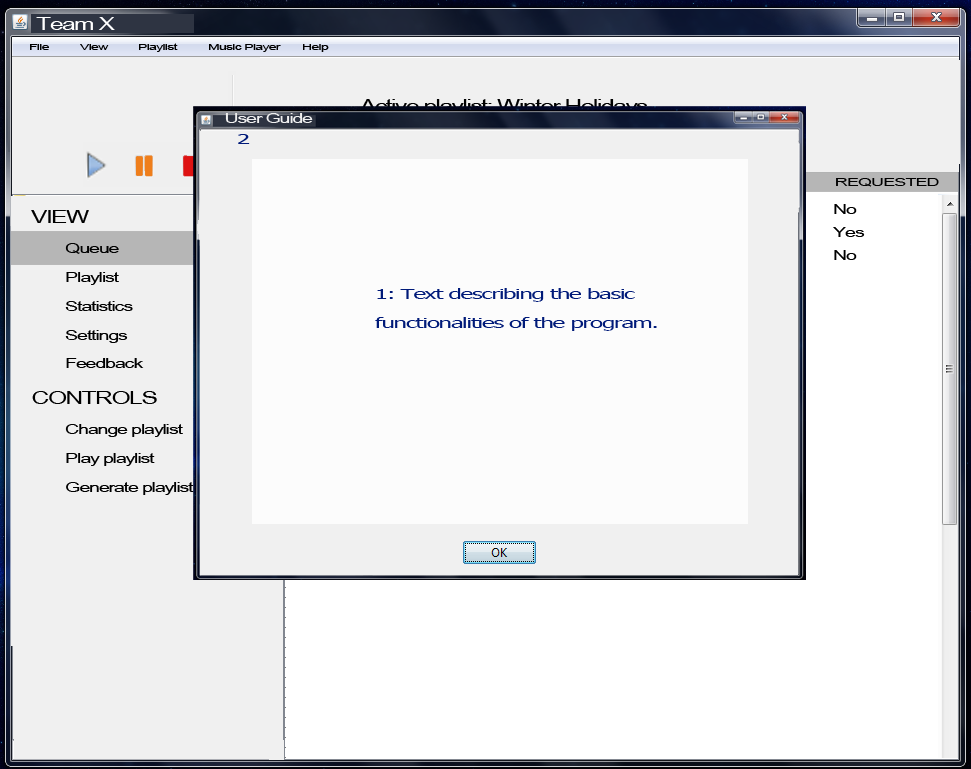 Team X
File View Playlist Music Player Help
Active playlist: Winter Holidays
User Guide
2
REQUESTED
VIEW
No
Queue
Yes
No
Playlist
Statistics
Settings
Feedback
1: Text describing the basic
functionalities of the program.
CONTROLS
Change playlist
Play playlist
Generate playlist
OK